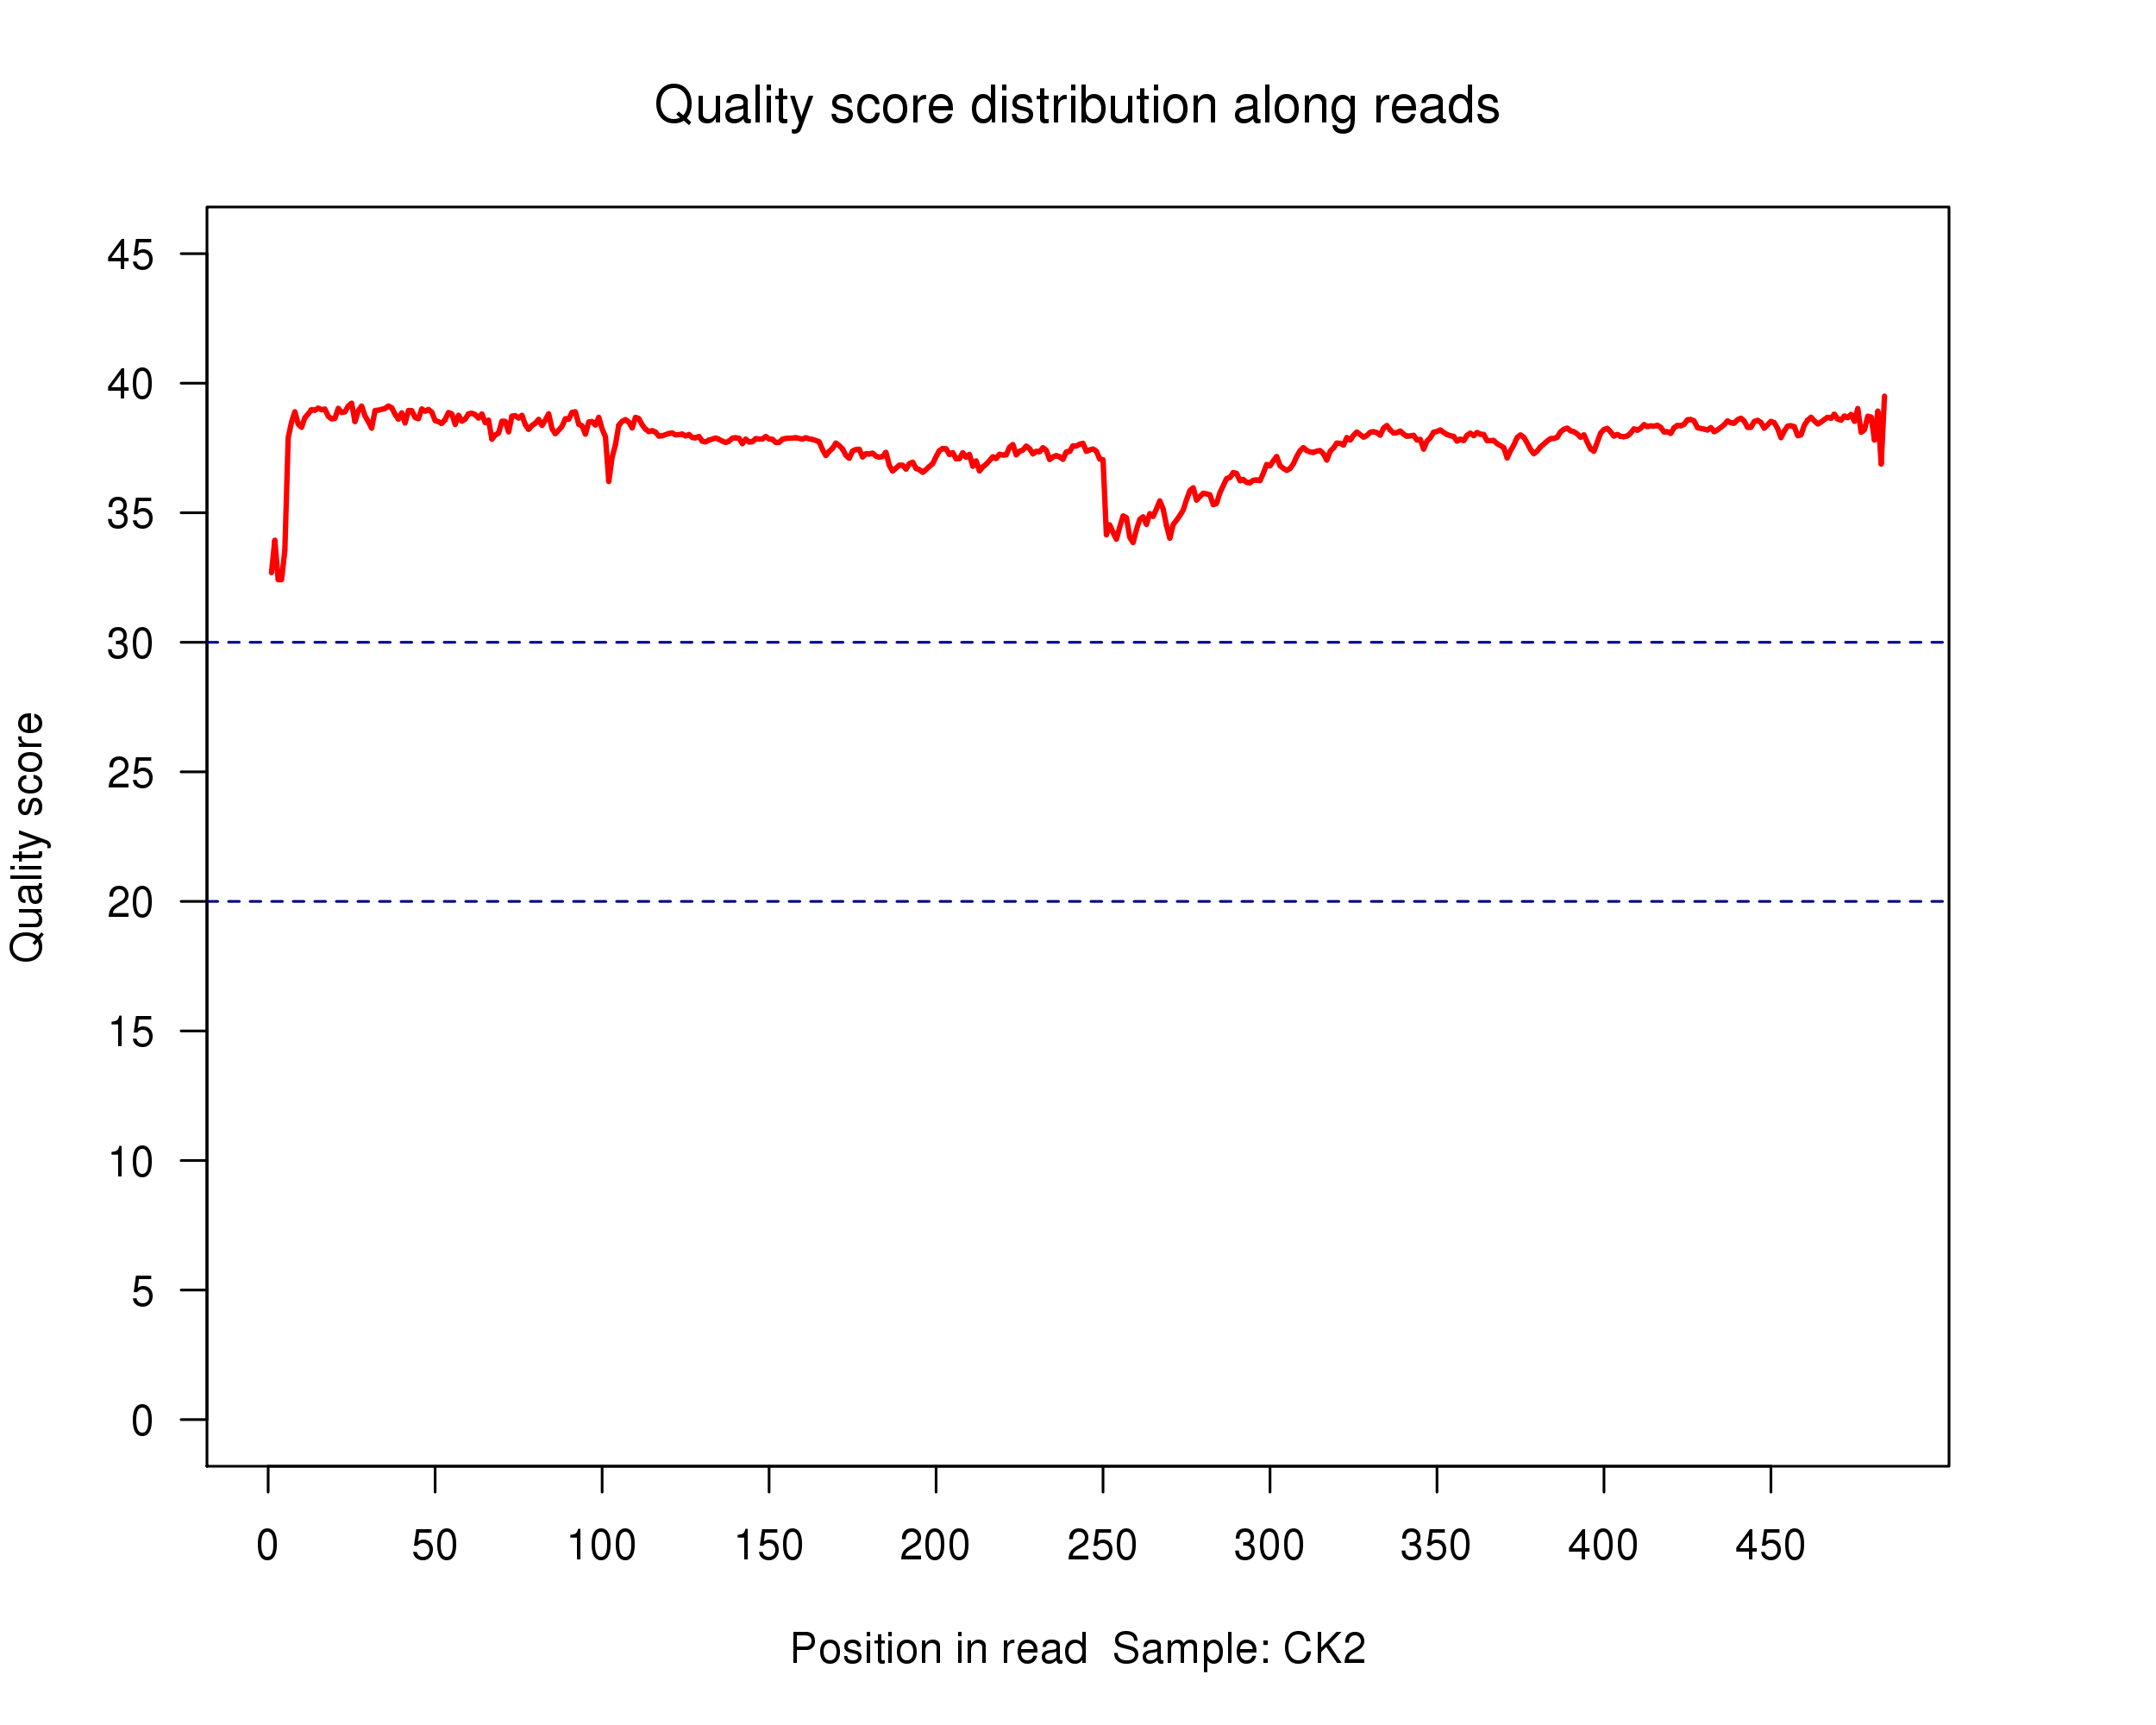 Quality score distribution along reads
Quality score
45
40
35
30
25
20
15
10
5
0
0 50 100 150 200 250 300 350 400 450
Position in read  Sample: CK2